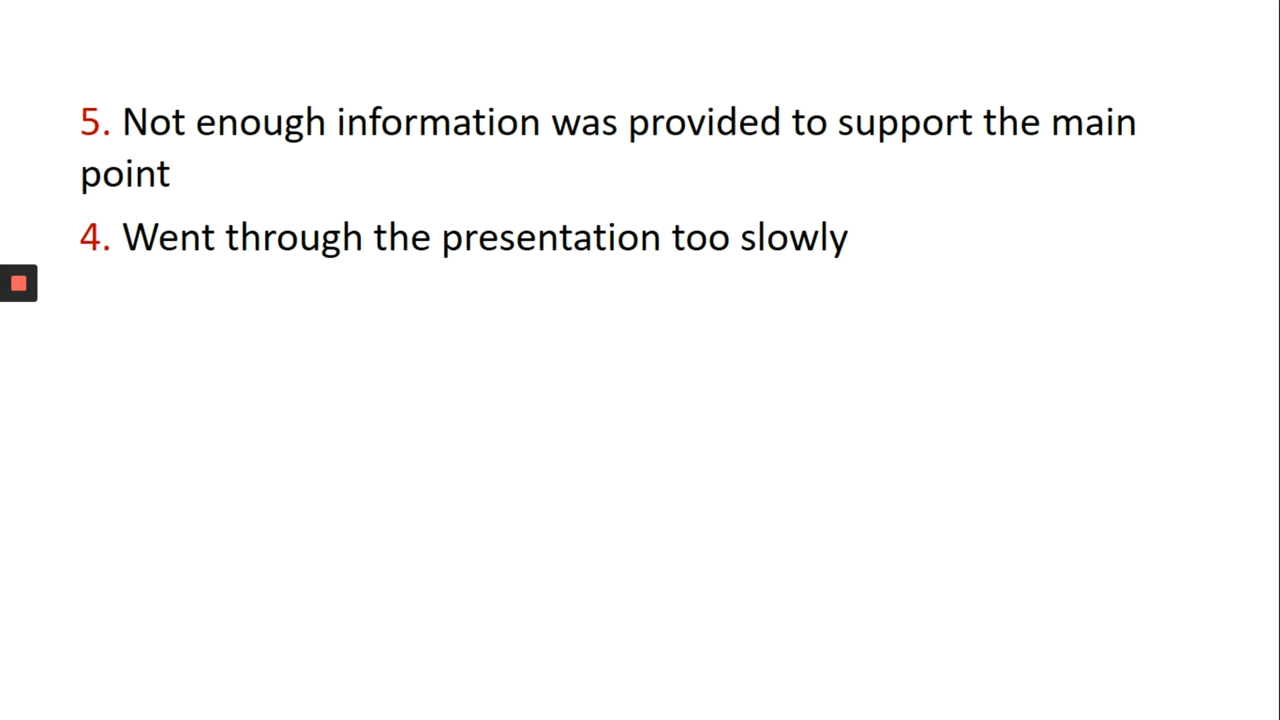 5. Not enough information was provided to support the main
point
4. Went through the presentation too slowly